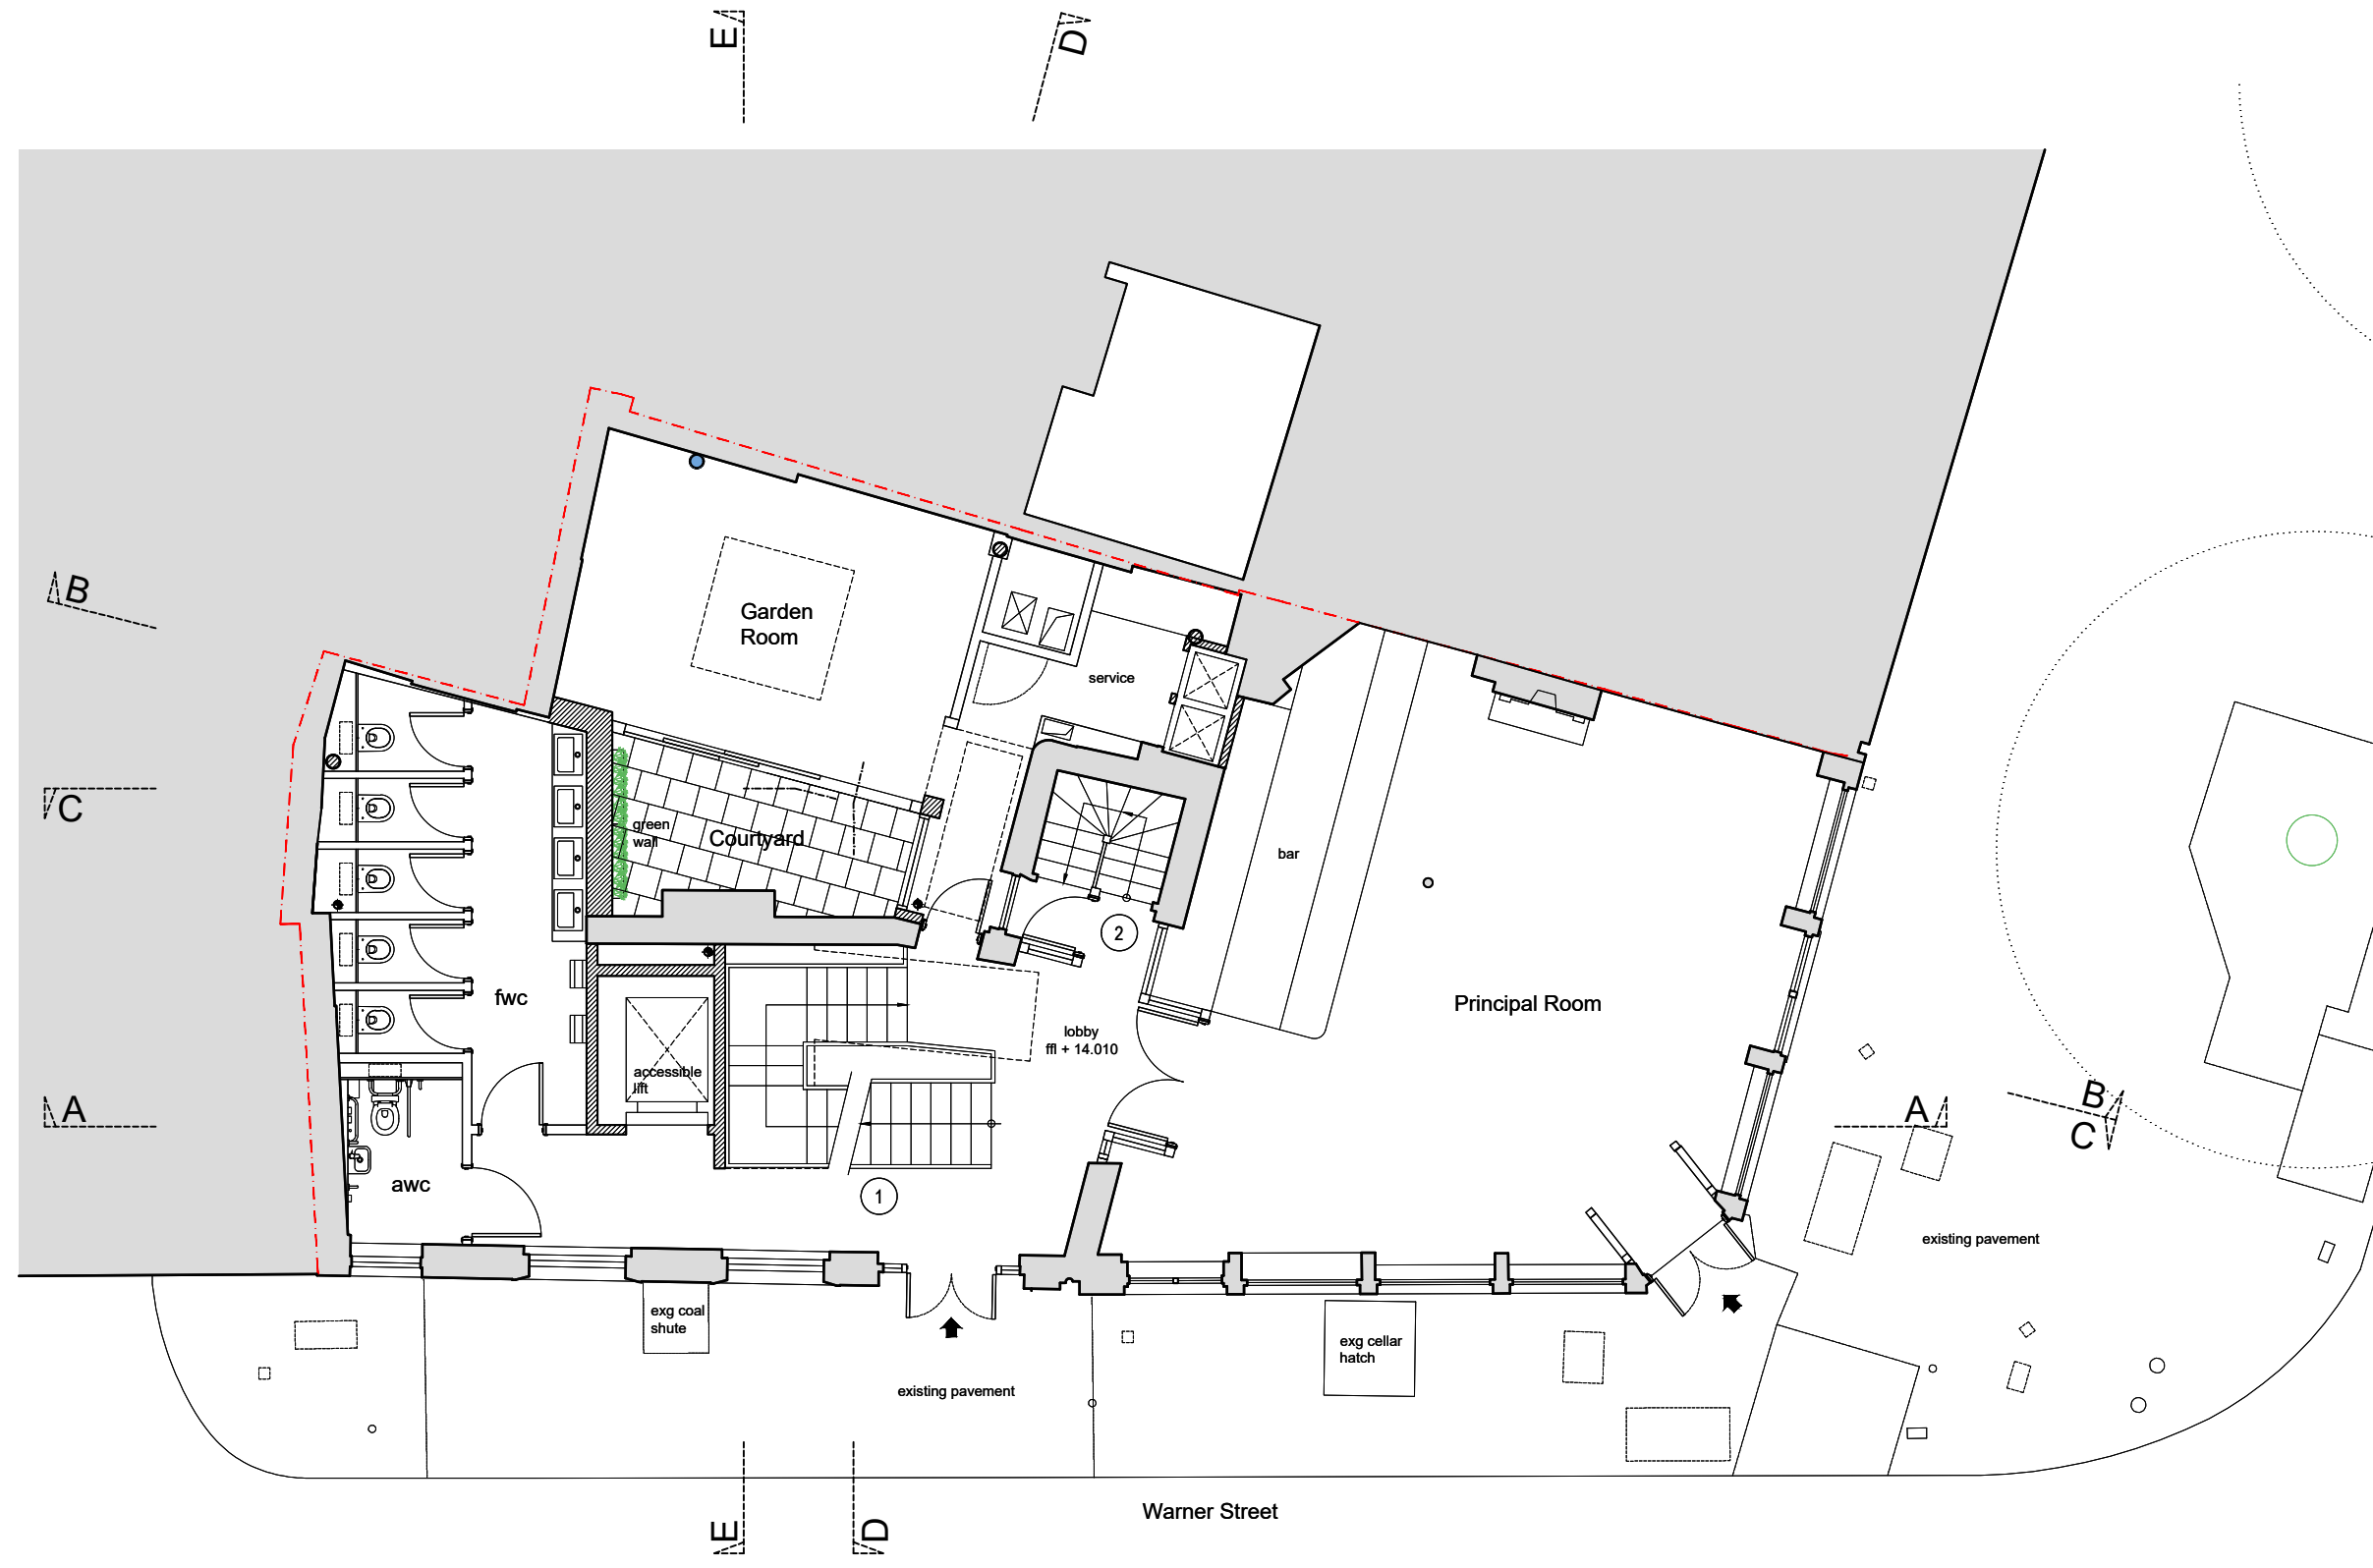 E
D
B
Garden
Room
service
C
green
wall
Courtyard
bar
2
fwc
Principal Room
lobby
ffl + 14.010
accessible
lift
A
A
B
C
awc
1
existing pavement
exg coal
shute
exg cellar
hatch
existing pavement
Warner Street
E
D